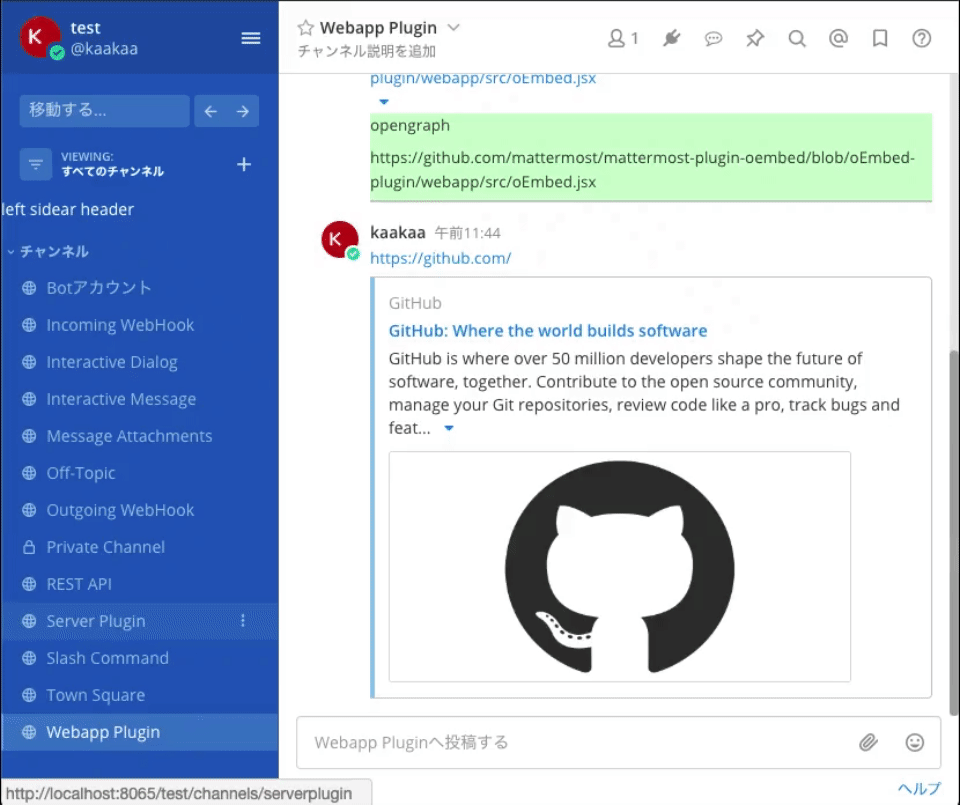 K
test
@kaakaa
移動する...
VIEWING:
すべてのチャンネル
left sidear header
チャンネル
Botアカウント
Incoming WebHook
Interactive Dialog
Interactive Message
Message Attachments
Off-Topic
Outgoing WebHook
Private Channel
REST API
Server Plugin
Slash Command
Town Square
Webapp Plugin
http://localhost:8065/test/channels/serverplugin
Webapp Plugin
チャンネル説明を追加
1
plugin/webapp/src/oEmbed.jsx
opengraph
https://github.com/mattermost/mattermost-plugin-oembed/blob/oEmbed-
plugin/webapp/src/oEmbed.jsx
K
kaakaa 午前11:44
https://github.com/
GitHub
GitHub: Where the world builds software
GitHub is where over 50 million developers shape the future of
software, together. Contribute to the open source community,
manage your Git repositories, review code like a pro, track bugs and
feat...
Webapp Pluginへ投稿する
ヘルプ